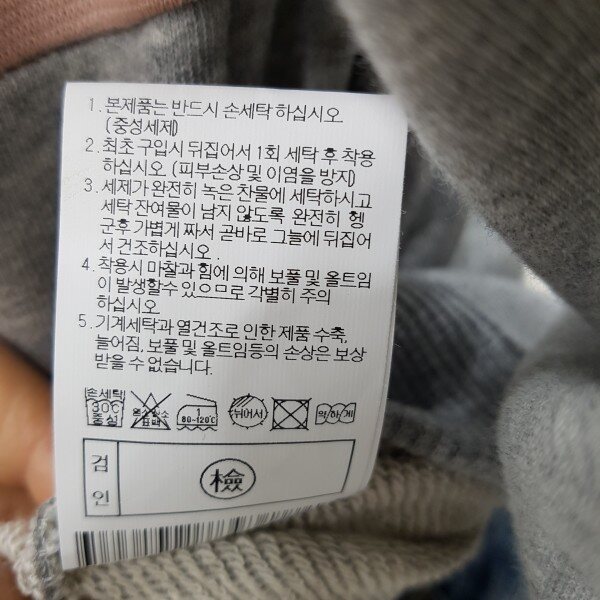 1. 본제품는 반드시 손세탁 하십시오
(중성세제)
2. 최초 구입시 뒤집어서 1회 세탁 후 착용
하십시오. (피부손상 및 이염을 방지)
3. 세제가 완전히 녹은 찬물에 세탁하시고
세탁 잔여물이 남지 않도록 완전히 헹
군후 가볍게 짜서 곧바로 그늘에 뒤집어
서 건조하십시오.
4. 착용시 마찰과 힘에 의해 보풀 및 올트임
이 발생할수 있으므로 각별히 주의
하십시오
5. 기계세탁과 열건조로 인한 제품 수축,
늘어짐, 보풀 및 올트임등의 손상은 보상
받을 수 없습니다.
손세탁 30℃ 중성 염소산소 표백 1 80~120℃ 뉘어서 약하게
검인 檢